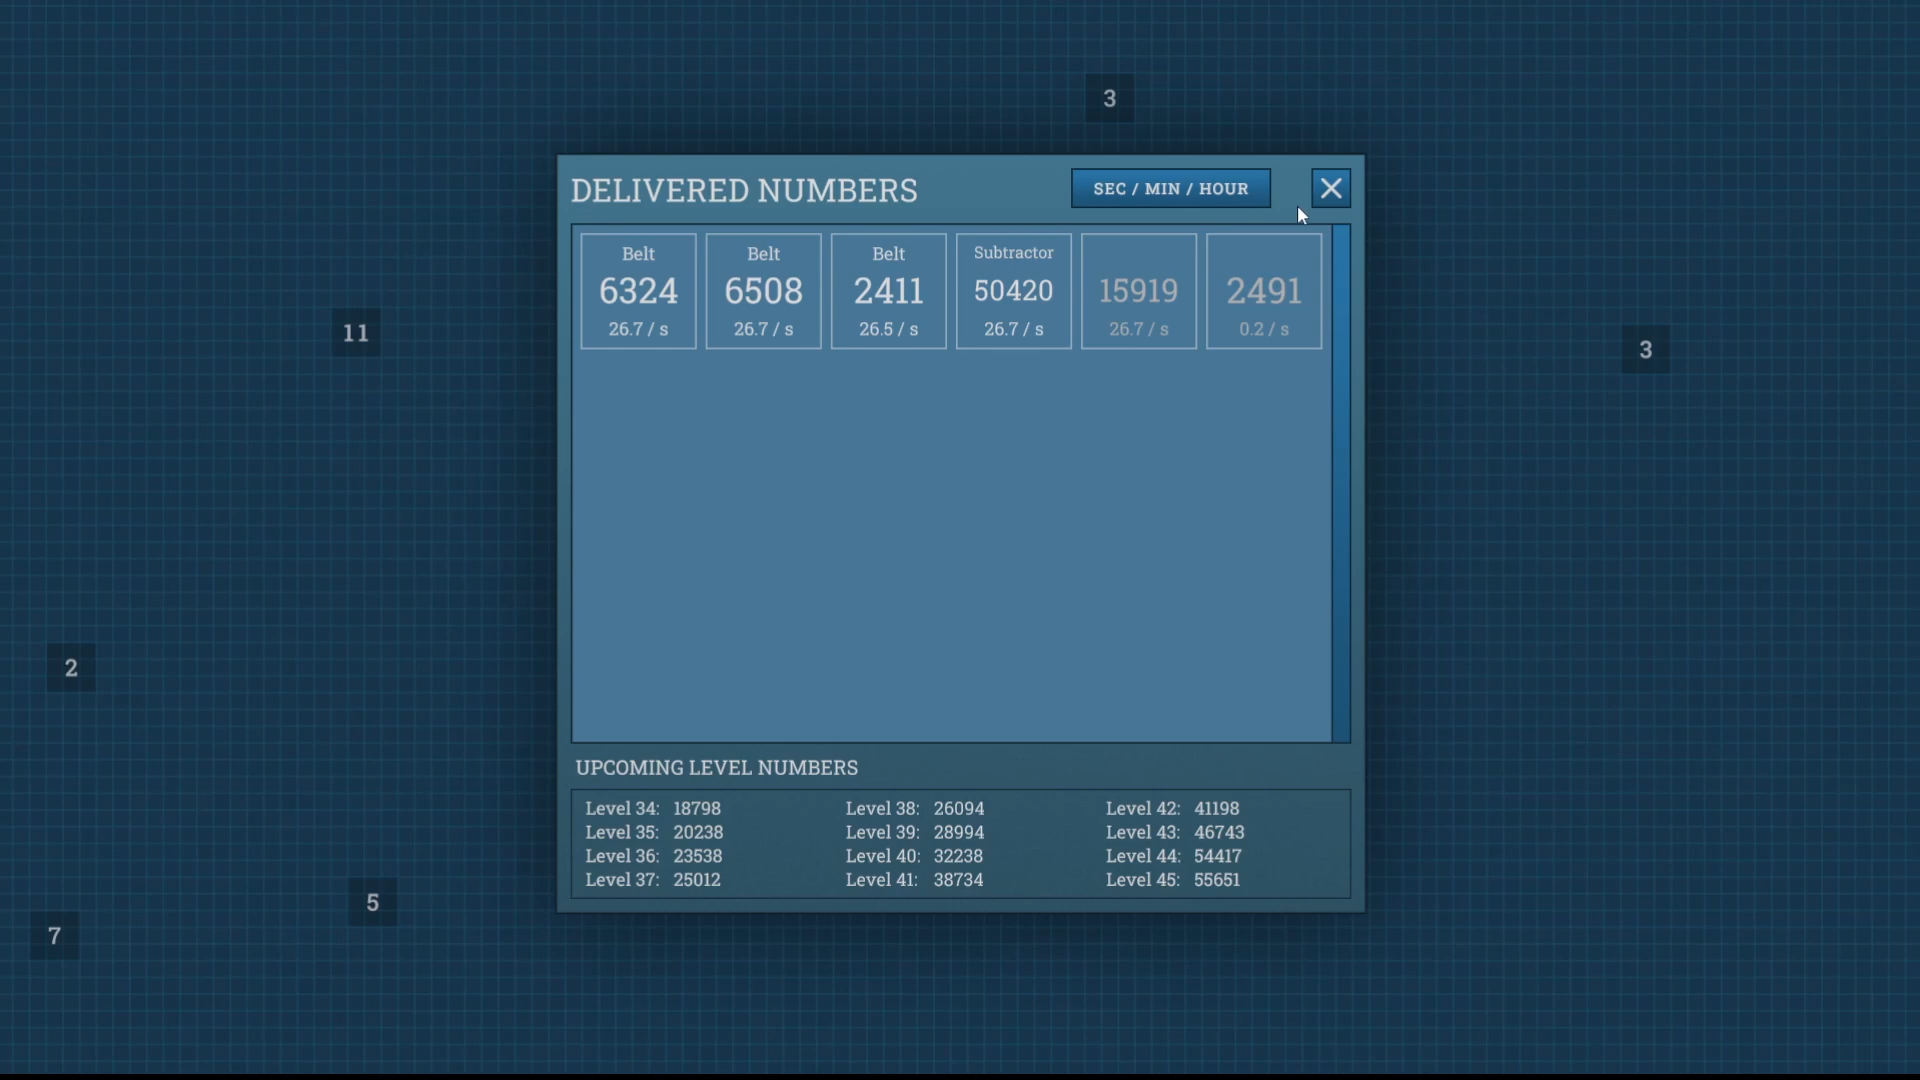 3
DELIVERED NUMBERS
SEC / MIN / HOUR
Belt
6324
26.7 / s
Belt
6508
26.7 / s
Belt
2411
26.5 / s
Subtractor
50420
26.7 / s
15919
26.7 / s
2491
0.2 / s
11
3
2
5
7
UPCOMING LEVEL NUMBERS
Level 34: 18798
Level 35: 20238
Level 36: 23538
Level 37: 25012
Level 38: 26094
Level 39: 28994
Level 40: 32238
Level 41: 38734
Level 42: 41198
Level 43: 46743
Level 44: 54417
Level 45: 55651